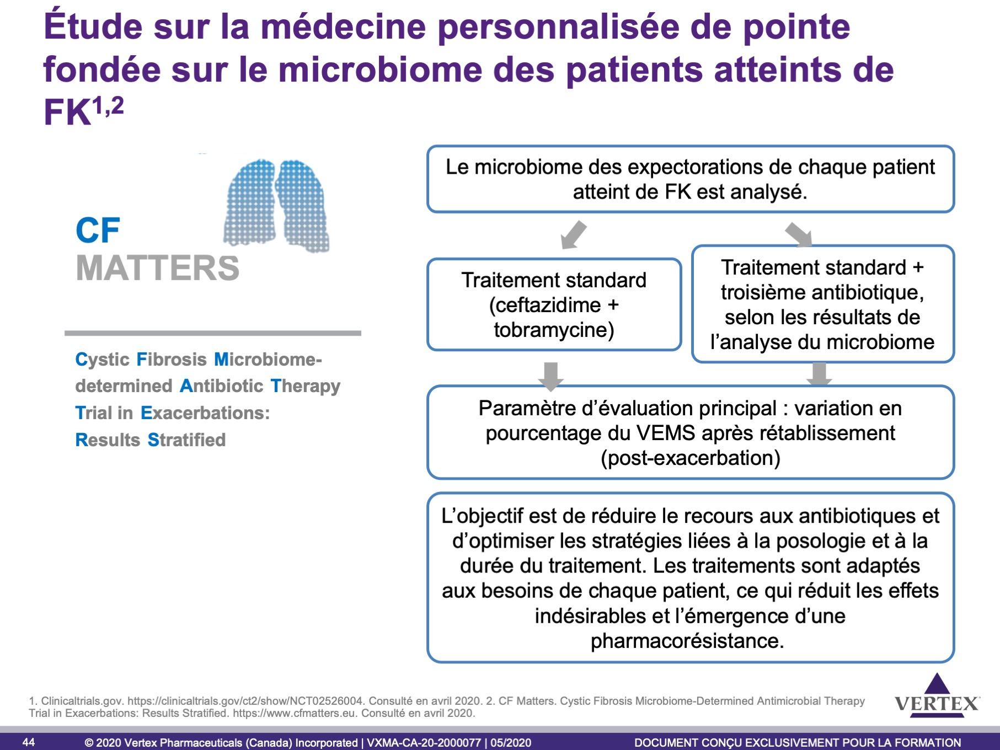 Étude sur la médecine personnalisée de pointe
fondée sur le microbiome des patients atteints de
FK1,2
CF
MATTERS
Cystic Fibrosis Microbiome-
determined Antibiotic Therapy
Trial in Exacerbations:
Results Stratified
Le microbiome des expectorations de chaque patient
atteint de FK est analysé.
Traitement standard
(ceftazidime +
tobramycine)
Traitement standard +
troisième antibiotique,
selon les résultats de
l’analyse du microbiome
Paramètre d’évaluation principal : variation en
pourcentage du VEMS après rétablissement
(post-exacerbation)
L’objectif est de réduire le recours aux antibiotiques et
d’optimiser les stratégies liées à la posologie et à la
durée du traitement. Les traitements sont adaptés
aux besoins de chaque patient, ce qui réduit les effets
indésirables et l’émergence d’une
pharmacorésistance.
1. Clinicaltrials.gov. https://clinicaltrials.gov/ct2/show/NCT02526004. Consulté en avril 2020. 2. CF Matters. Cystic Fibrosis Microbiome-Determined Antimicrobial Therapy
Trial in Exacerbations: Results Stratified. https://www.cfmatters.eu. Consulté en avril 2020.
VERTEX
44
© 2020 Vertex Pharmaceuticals (Canada) Incorporated | VXMA-CA-20-2000077 | 05/2020
DOCUMENT CONÇU EXCLUSIVEMENT POUR LA FORMATION